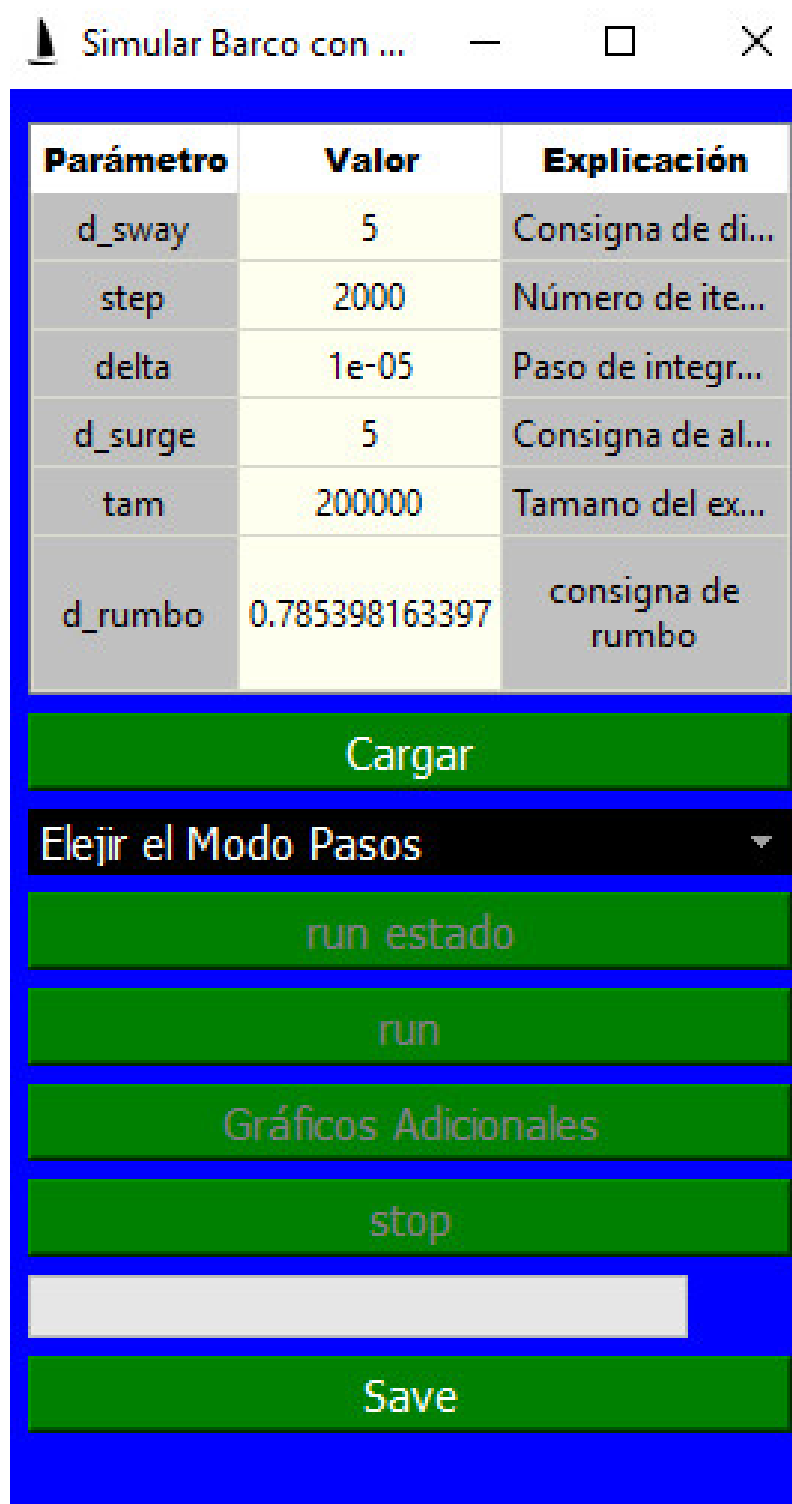 Simular Barco con ...
Parámetro Valor Explicación
d_sway 5 Consigna de di...
step 2000 Número de ite...
delta 1e-05 Paso de integr...
d_surge 5 Consigna de al...
tam 200000 Tamano del ex...
d_rumbo 0.785398163397 consigna de
rumbo
Cargar
Elejir el Modo Pasos
run estado
run
Gráficos Adicionales
stop
Save